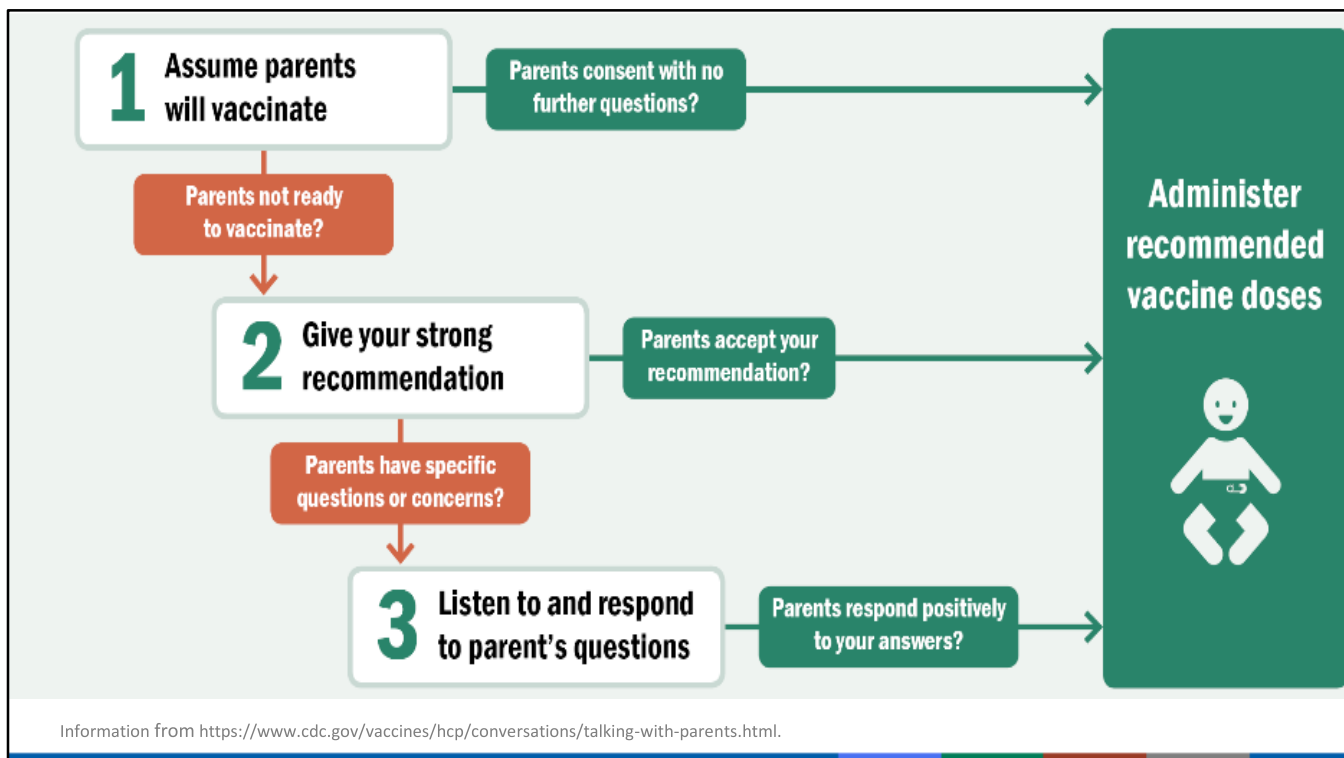 1
Assume parents
will vaccinate
Parents consent with no
further questions?
Parents not ready
to vaccinate?
2
Give your strong
recommendation
Parents accept your
recommendation?
Parents have specific
questions or concerns?
3
Listen to and respond
to parent’s questions
Parents respond positively
to your answers?
Administer
recommended
vaccine doses
Information from https://www.cdc.gov/vaccines/hcp/conversations/talking-with-parents.html.